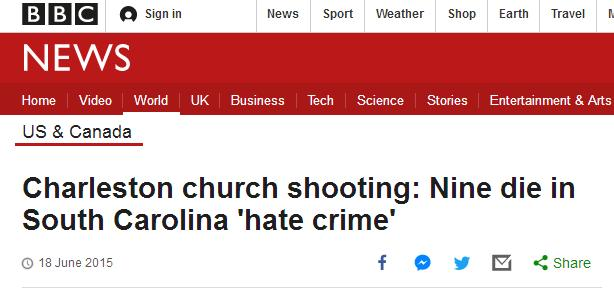 BBC Sign in News Sport Weather Shop Earth Travel
NEWS
Home Video World UK Business Tech Science Stories Entertainment & Arts
US & Canada
Charleston church shooting: Nine die in
South Carolina 'hate crime'
18 June 2015 Share